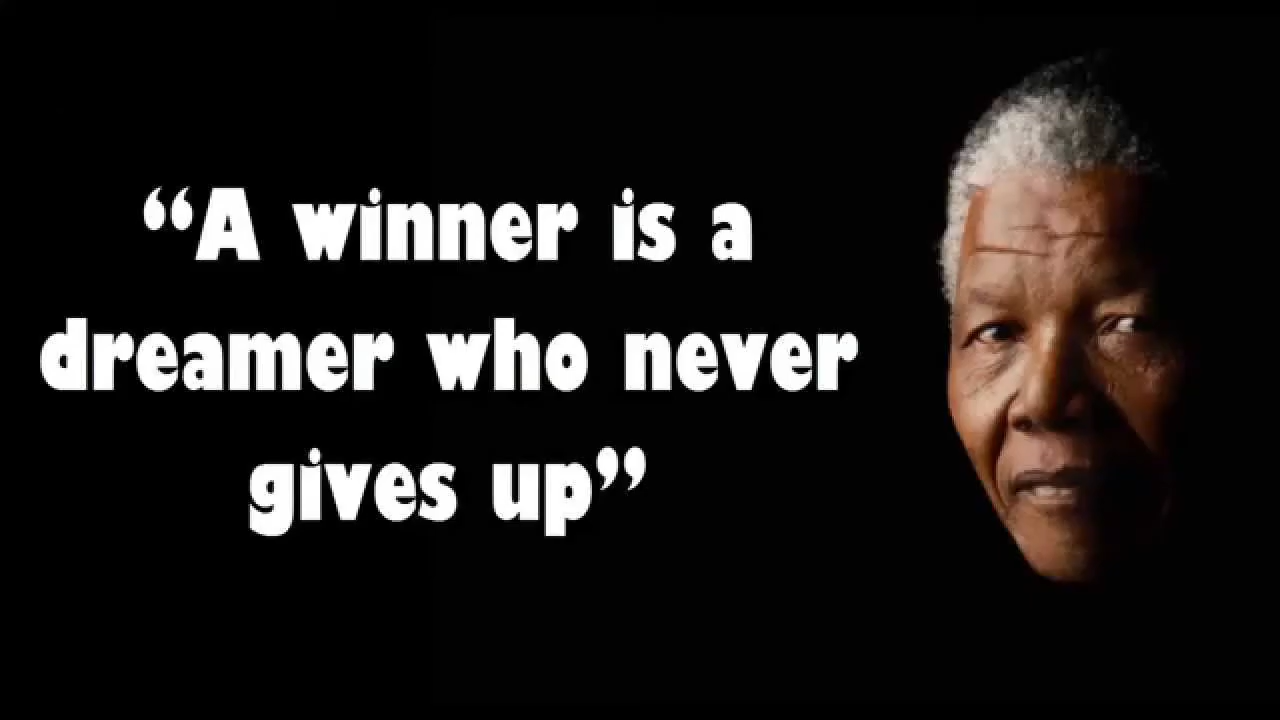 “A winner is a
dreamer who never
gives up”